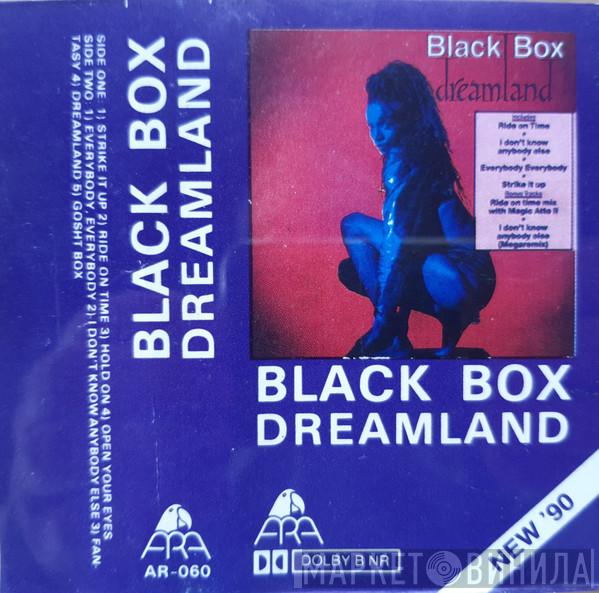 SIDE ONE: 1) STRIKE IT UP 2) RIDE ON TIME 3) HOLD ON 4) OPEN YOUR EYES
SIDE TWO: 1) EVERYBODY, EVERYBODY 2) I DON'T KNOW ANYBODY ELSE 3) FAN-
TASY 4) DREAMLAND 5) GOSHT BOX
BLACK BOX
DREAMLAND
ARA
AR-060
Black Box
dreamland
Includes
Ride on Time
I don't know
anybody else
Everybody Everybody
Strike it up
Bonus Tracks
Ride on time mix
with Magic Atto II
I don't know
anybody else
(Megaremix)
BLACK BOX
DREAMLAND
ARA
DOLBY B NR
NEW '90
МАРКЕТ ВИНИЛА